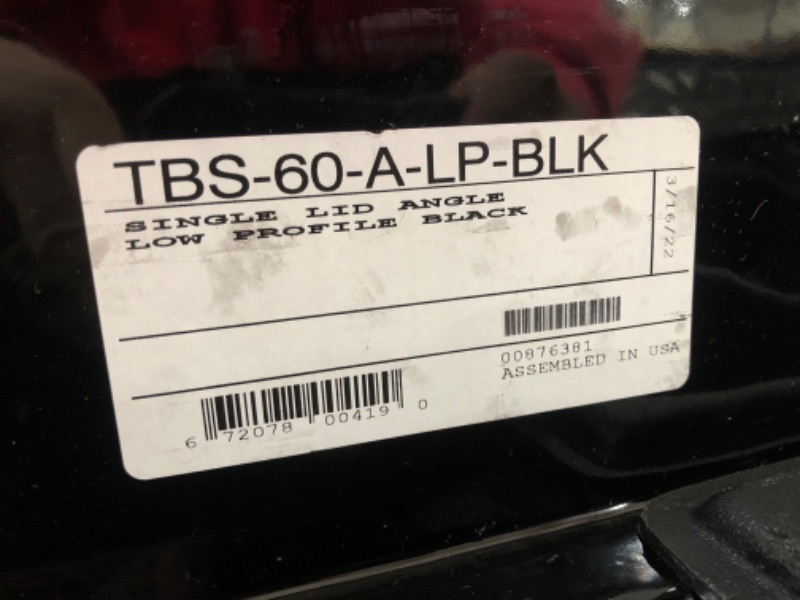 TBS-60-A-LP-BLK
SINGLE LID ANGLE
LOW PROFILE BLACK
3/16/22
00876381
ASSEMBLED IN USA
6 72078 00419 0